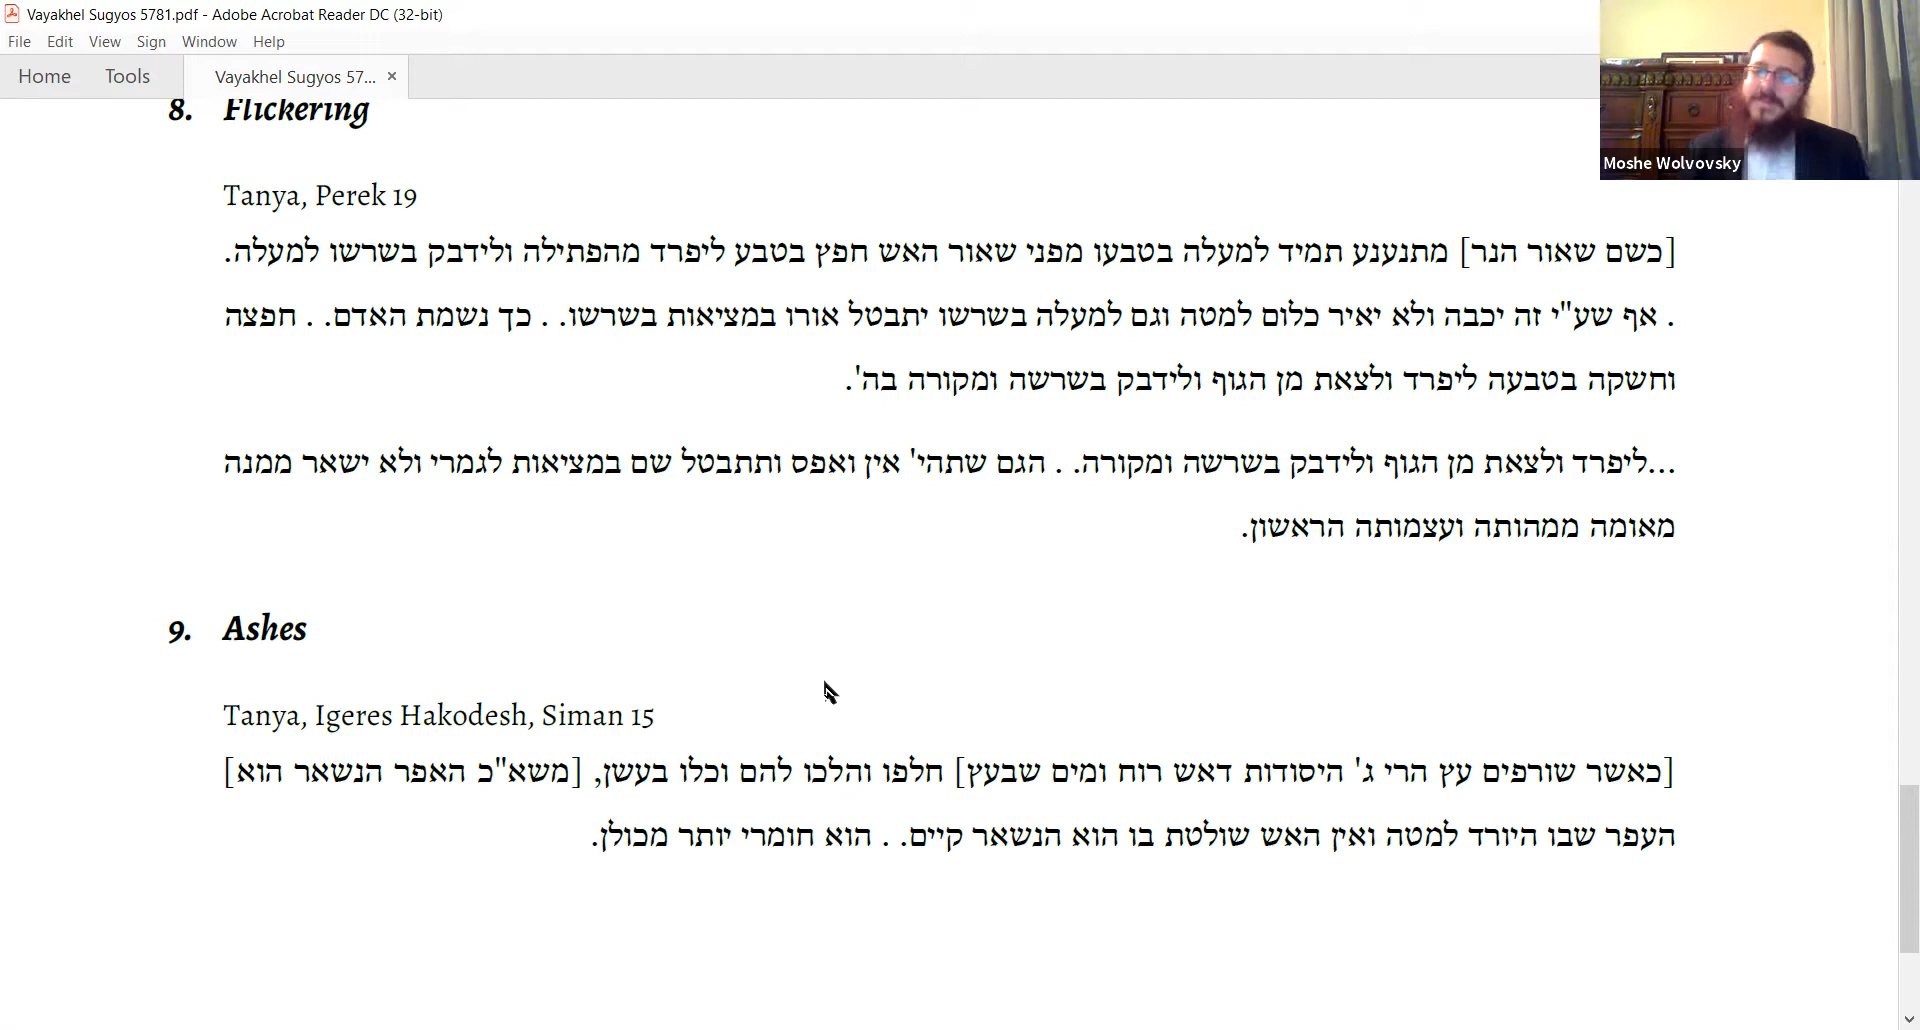 Vayakhel Sugyos 5781.pdf - Adobe Acrobat Reader DC (32-bit)
File Edit View Sign Window Help
Home Tools Vayakhel Sugyos 57... ×
Moshe Wolvovsky
8. Flickering
Tanya, Perek 19
[כשם שאור הנר] מתנענע תמיד למעלה בטבעו מפני שאור האש חפץ בטבע ליפרד מהפתילה ולידבק בשרשו למעלה.
. אף שע"י זה יכבה ולא יאיר כלום למטה וגם למעלה בשרשו יתבטל אורו במציאות בשרשו. . כך נשמת האדם. . חפצה
וחשקה בטבעה ליפרד ולצאת מן הגוף ולידבק בשרשה ומקורה בה'.
...ליפרד ולצאת מן הגוף ולידבק בשרשה ומקורה. . הגם שתהי' אין ואפס ותתבטל שם במציאות לגמרי ולא ישאר ממנה
מאומה ממהותה ועצמותה הראשון.
9. Ashes
Tanya, Igeres Hakodesh, Siman 15
[כאשר שורפים עץ הרי ג' היסודות דאש רוח ומים שבעץ] חלפו והלכו להם וכלו בעשן, [משא"כ האפר הנשאר הוא]
העפר שבו היורד למטה ואין האש שולטת בו הוא הנשאר קיים. . הוא חומרי יותר מכולן.